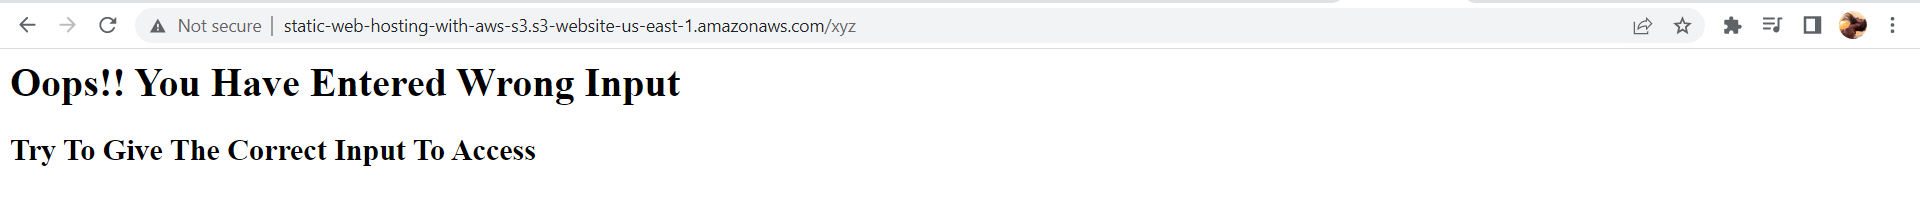 Not secure | static-web-hosting-with-aws-s3.s3-website-us-east-1.amazonaws.com/xyz
Oops!! You Have Entered Wrong Input
Try To Give The Correct Input To Access